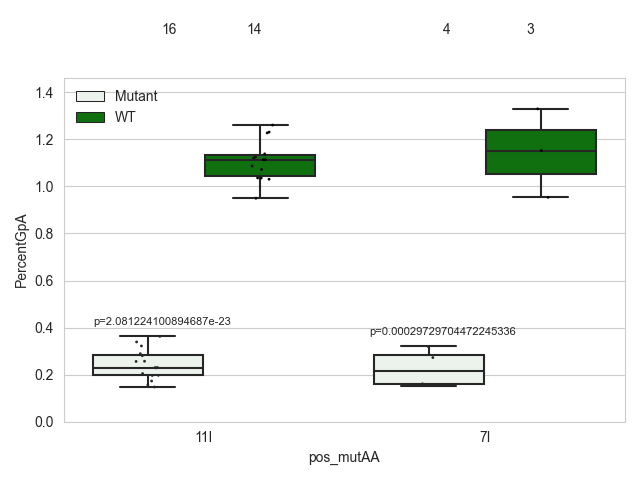 16 14 4 3
1.4
Mutant
WT
1.2
1.0
0.8
0.6
0.4
0.2
0.0
PercentGpA
p=2.081224100894687e-23
p=0.00029729704472245336
11I 7I
pos_mutAA